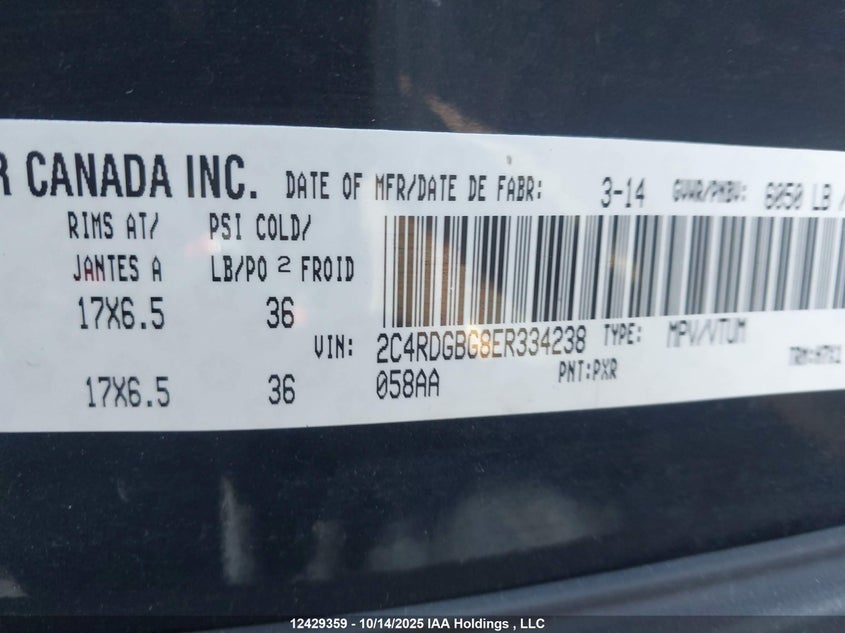 R CANADA INC. DATE OF MFR/DATE DE FABR: 3-14 GVWR/PNBV: 6050 LB /
RIMS AT/ PSI COLD/
JANTES A LB/PO 2 FROID
17X6.5 36
VIN: 2C4RDGBG8ER334238 TYPE: MPV/VTUM
17X6.5 36 058AA PNT:PXR
12429359 - 10/14/2025 IAA Holdings , LLC